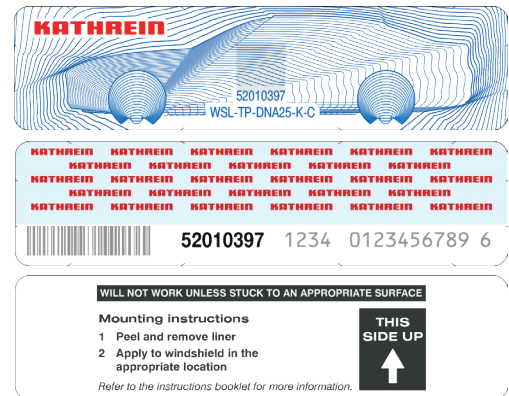 KATHREIN
52010397
WSL-TP-DNA25-K-C
KATHREIN KATHREIN KATHREIN KATHREIN KATHREIN KATHREIN
KATHREIN KATHREIN KATHREIN KATHREIN KATHREIN
KATHREIN KATHREIN KATHREIN KATHREIN KATHREIN KATHREIN
KATHREIN KATHREIN KATHREIN KATHREIN KATHREIN
KATHREIN KATHREIN KATHREIN KATHREIN KATHREIN KATHREIN
52010397 1234 0123456789 6
WILL NOT WORK UNLESS STUCK TO AN APPROPRIATE SURFACE
Mounting instructions
1 Peel and remove liner
2 Apply to windshield in the
appropriate location
Refer to the instructions booklet for more information.
THIS
SIDE UP